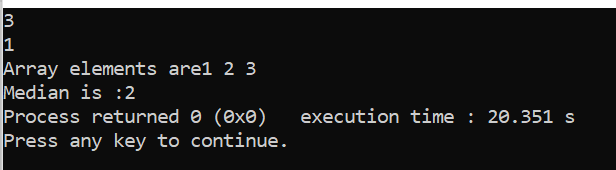 3
1
Array elements are1 2 3
Median is :2
Process returned 0 (0x0)   execution time : 20.351 s
Press any key to continue.